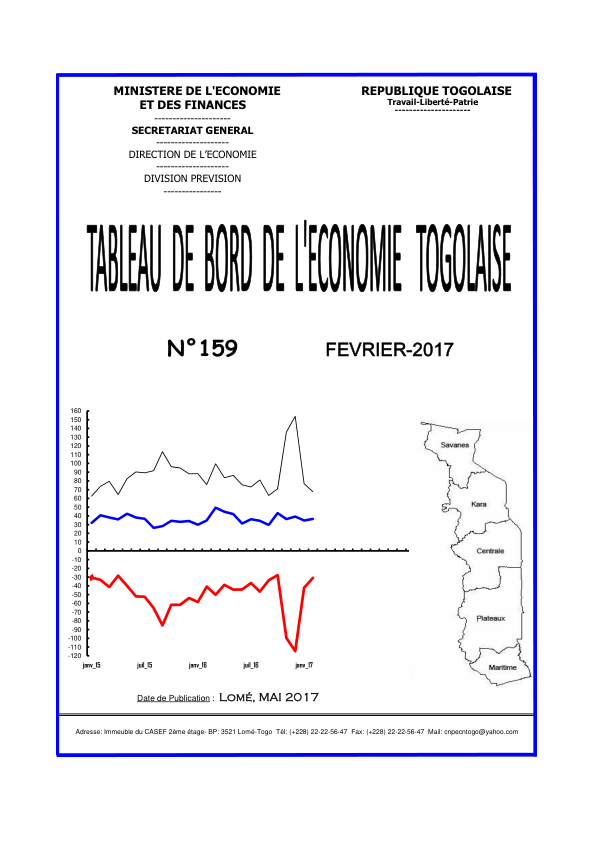 MINISTERE DE L'ECONOMIE
ET DES FINANCES
---------------------
SECRETARIAT GENERAL
--------------------
DIRECTION DE L'ECONOMIE
--------------------
DIVISION PREVISION
----------------
REPUBLIQUE TOGOLAISE
Travail-Liberté-Patrie
---------------------
TABLEAU DE BORD DE L'ECONOMIE TOGOLAISE
N°159
FEVRIER-2017
160
150
140
130
120
110
100
90
80
70
60
50
40
30
20
10
0
-10
-20
-30
-40
-50
-60
-70
-80
-90
-100
-110
-120
janv_15 juil_15 janv_16 juil_16 janv_17
Savanes
Kara
Centrale
Plateaux
Maritime
Date de Publication : LOMÉ, MAI 2017
Adresse: Immeuble du CASEF 2ème étage- BP: 3521 Lomé-Togo Tél: (+228) 22-22-56-47 Fax: (+228) 22-22-56-47 Mail: cnpecntogo@yahoo.com